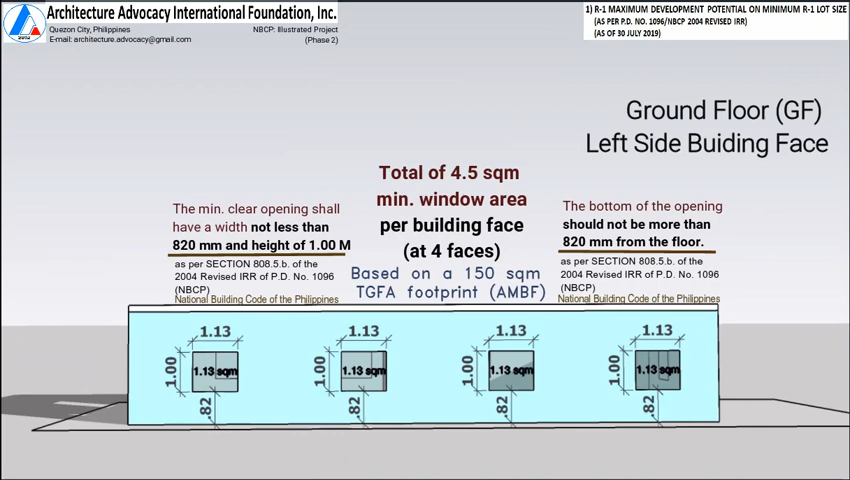 Architecture Advocacy International Foundation, Inc.
Quezon City, Philippines
NBCP: Illustrated Project
E-mail: architecture.advocacy@gmail.com
(Phase 2)
1) R-1 MAXIMUM DEVELOPMENT POTENTIAL ON MINIMUM R-1 LOT SIZE
(AS PER P.D. NO. 1096/NBCP 2004 REVISED IRR)
(AS OF 30 JULY 2019)
Ground Floor (GF)
Left Side Buiding Face
Total of 4.5 sqm
min. window area
per building face
(at 4 faces)
Based on a 150 sqm
TGFA footprint (AMBF)
The min. clear opening shall
have a width not less than
820 mm and height of 1.00 M
as per SECTION 808.5.b. of the
2004 Revised IRR of P.D. No. 1096
(NBCP)
National Building Code of the Philippines
The bottom of the opening
should not be more than
820 mm from the floor.
as per SECTION 808.5.b. of the
2004 Revised IRR of P.D. No. 1096
(NBCP)
National Building Code of the Philippines
1.13
1.00
1.13 sqm
.82
1.13
1.00
1.13 sqm
.82
1.13
1.00
1.13 sqm
.82
1.13
1.00
1.13 sqm
.82